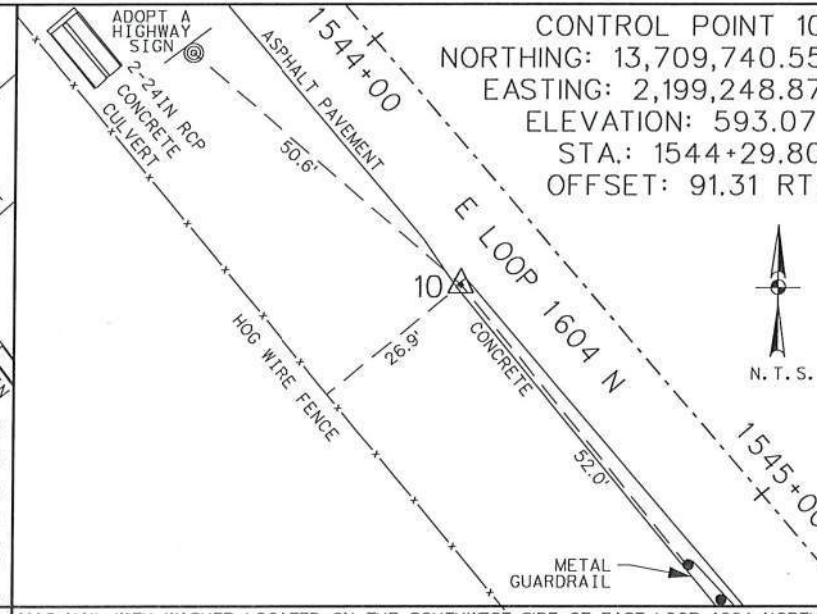 CONTROL POINT 10
NORTHING: 13,709,740.55
EASTING: 2,199,248.87
ELEVATION: 593.07
STA.: 1544+29.80
OFFSET: 91.31 RT.
ADOPT A
HIGHWAY
SIGN
2-24IN RCP
CONCRETE
CULVERT
1544+00
ASPHALT PAVEMENT
50.6'
E LOOP 1604 N
10
26.9'
CONCRETE
HOG WIRE FENCE
52.0'
N.T.S.
1545+00
METAL
GUARDRAIL